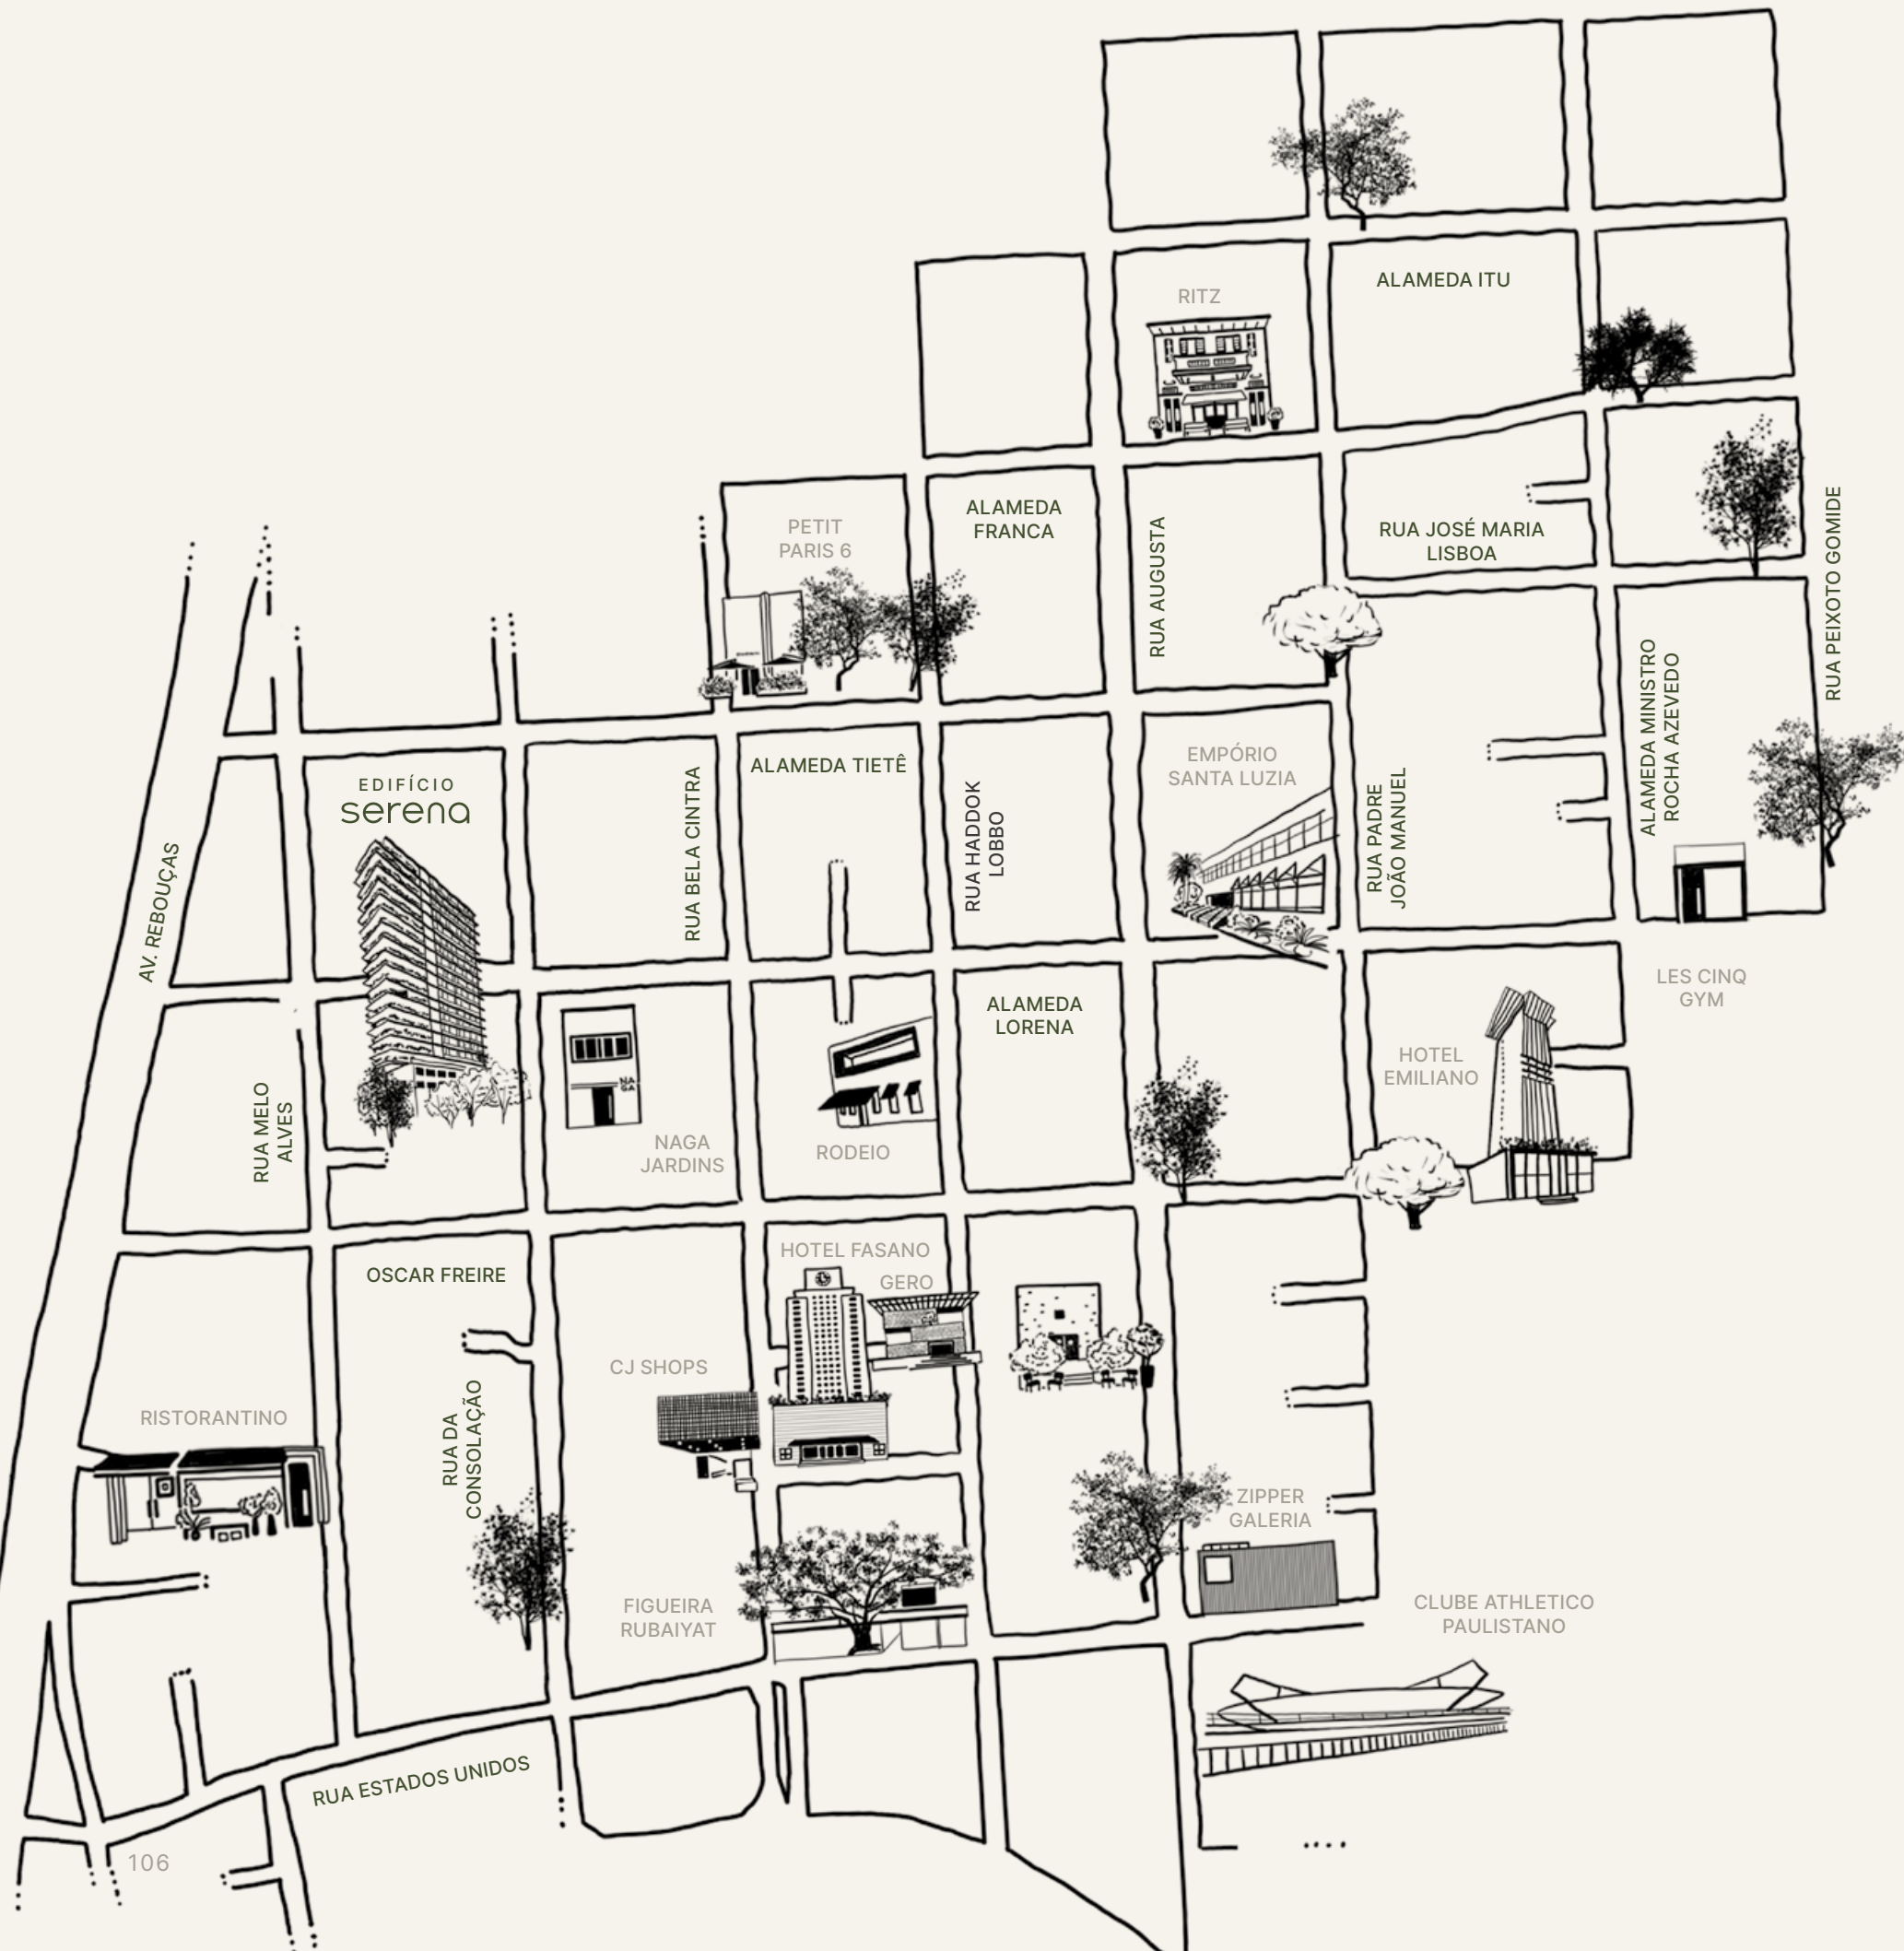 ALAMEDA ITU
RITZ
ALAMEDA
FRANCA
PETIT
PARIS 6
RUA AUGUSTA
RUA JOSÉ MARIA
LISBOA
RUA PEIXOTO GOMIDE
ALAMEDA MINISTRO
ROCHA AZEVEDO
EDIFÍCIO
serena
ALAMEDA TIETÊ
EMPÓRIO
SANTA LUZIA
RUA BELA CINTRA
RUA HADDOK
LOBBO
RUA PADRE
JOÃO MANUEL
AV. REBOUÇAS
LES CINQ
GYM
ALAMEDA
LORENA
HOTEL
EMILIANO
RUA MELO
ALVES
NAGA
NAGA
JARDINS
RODEIO
OSCAR FREIRE
HOTEL FASANO
GERO
CJ SHOPS
RISTORANTINO
RUA DA
CONSOLAÇÃO
ZIPPER
GALERIA
FIGUEIRA
RUBAIYAT
CLUBE ATHLETICO
PAULISTANO
RUA ESTADOS UNIDOS
106